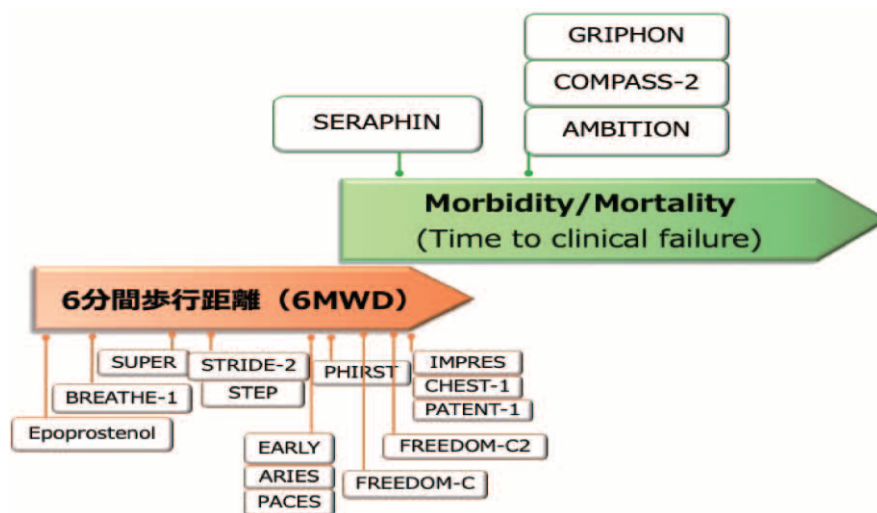 GRIPHON
COMPASS-2
SERAPHIN
AMBITION
Morbidity/Mortality
(Time to clinical failure)
6分間歩行距離（6MWD）
SUPER
STRIDE-2
PHIRST
IMPRES
BREATHE-1
STEP
CHEST-1
PATENT-1
Epoprostenol
EARLY
FREEDOM-C2
ARIES
FREEDOM-C
PACES